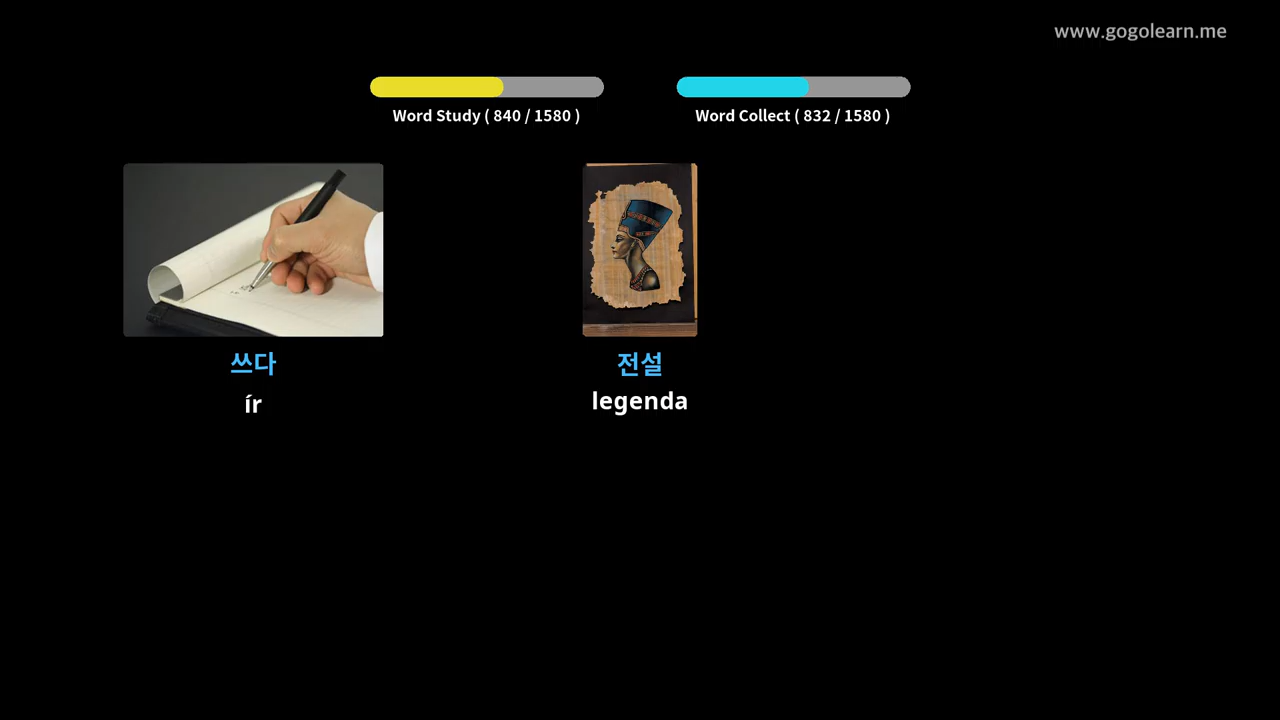 www.gogolearn.me
Word Study ( 840 / 1580 )
Word Collect ( 832 / 1580 )
쓰다
ír
전설
legenda